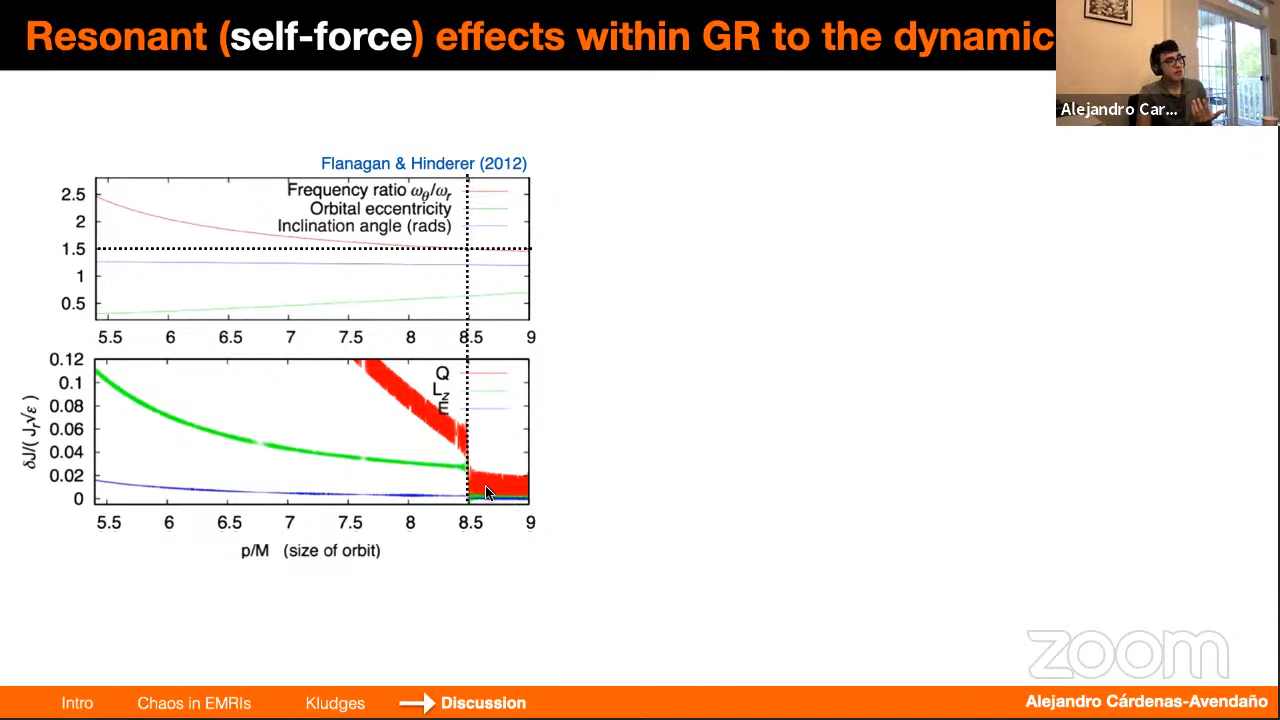 Resonant (self-force) effects within GR to the dynamic
Alejandro Car...
Flanagan & Hinderer (2012)
Frequency ratio ωθ/ωr
Orbital eccentricity
Inclination angle (rads)
2.5
2
1.5
1
0.5
5.5 6 6.5 7 7.5 8 8.5 9
0.12
0.1
0.08
0.06
0.04
0.02
0
δJ/( Jr√ε )
Q
Lz
E
5.5 6 6.5 7 7.5 8 8.5 9
p/M (size of orbit)
zoom
Intro Chaos in EMRIs Kludges Discussion Alejandro Cárdenas-Avendaño